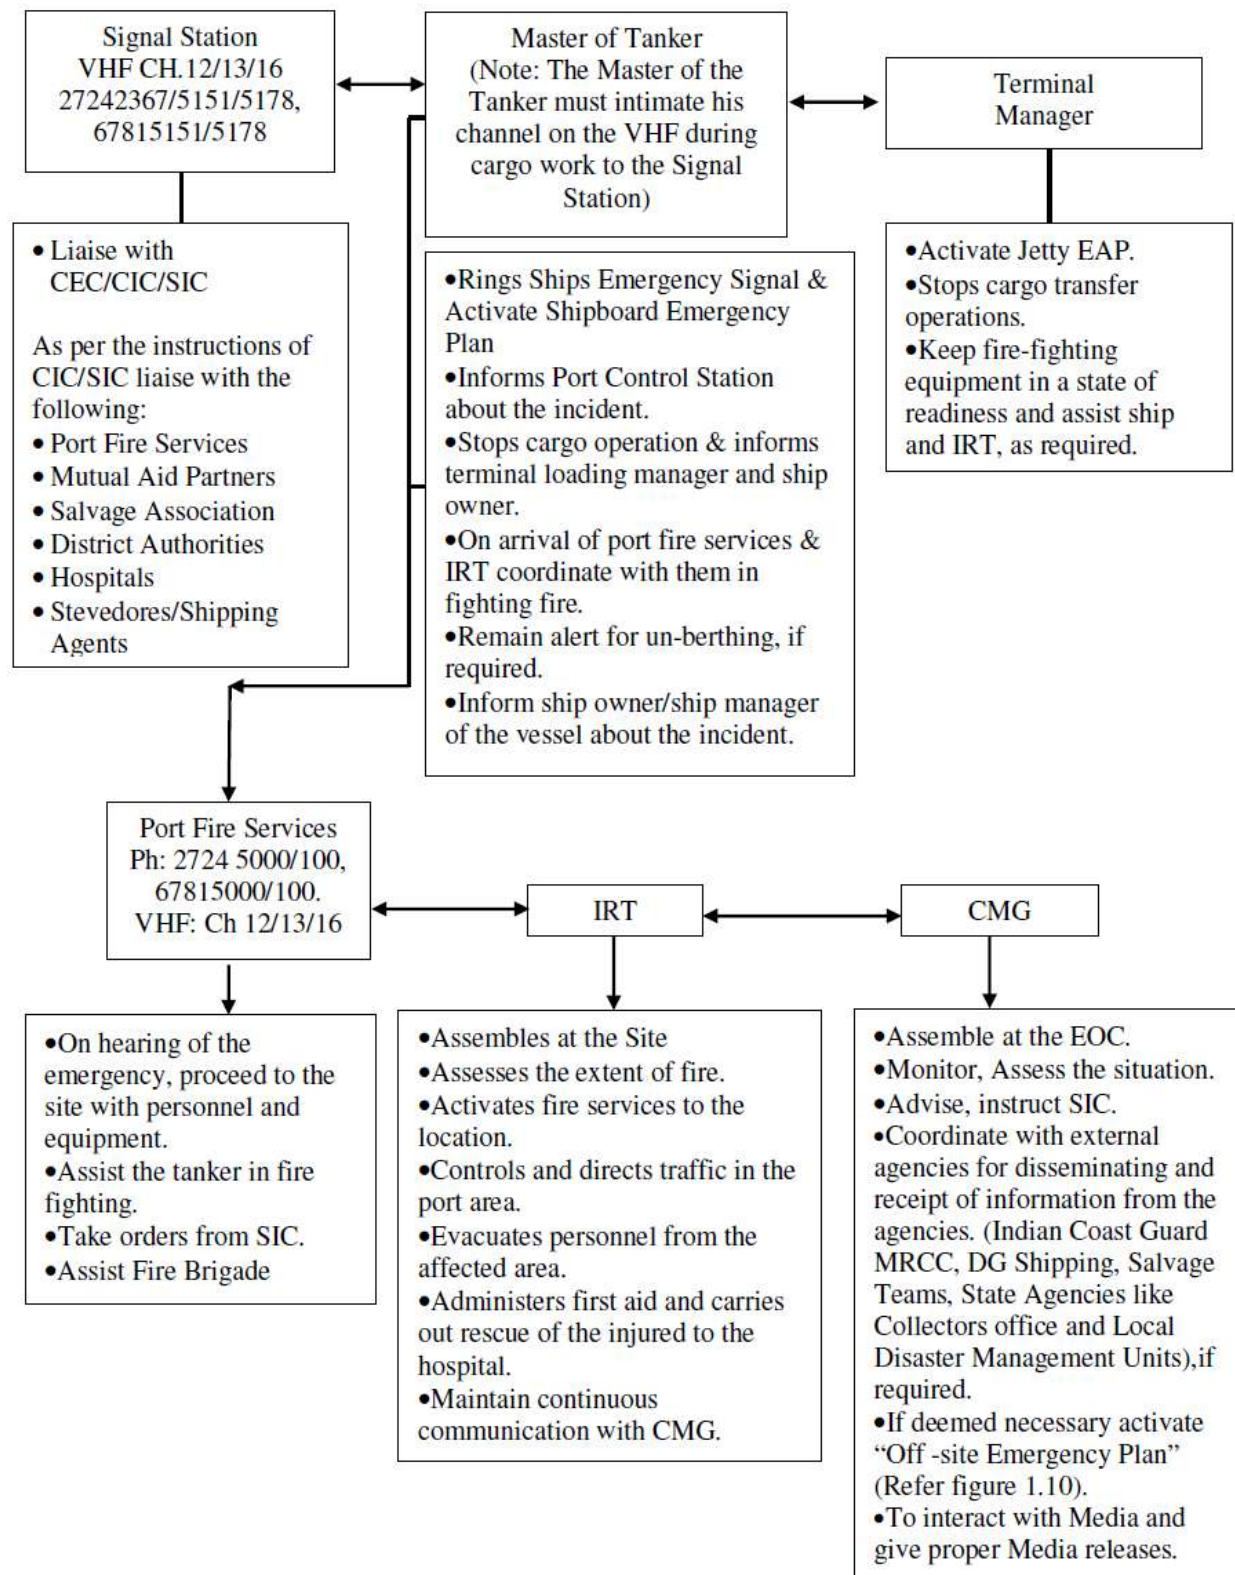 Signal Station
VHF CH.12/13/16
27242367/5151/5178,
67815151/5178
Master of Tanker
(Note: The Master of the
Tanker must intimate his
channel on the VHF during
cargo work to the Signal
Station)
Terminal
Manager
•Liaise with
CEC/CIC/SIC
As per the instructions of
CIC/SIC liaise with the
following:
•Port Fire Services
•Mutual Aid Partners
•Salvage Association
•District Authorities
•Hospitals
•Stevedores/Shipping
Agents
•Rings Ships Emergency Signal &
Activate Shipboard Emergency
Plan
•Informs Port Control Station
about the incident.
•Stops cargo operation & informs
terminal loading manager and ship
owner.
•On arrival of port fire services &
IRT coordinate with them in
fighting fire.
•Remain alert for un-berthing, if
required.
•Inform ship owner/ship manager
of the vessel about the incident.
•Activate Jetty EAP.
•Stops cargo transfer
operations.
•Keep fire-fighting
equipment in a state of
readiness and assist ship
and IRT, as required.
Port Fire Services
Ph: 2724 5000/100,
67815000/100.
VHF: Ch 12/13/16
IRT
CMG
•On hearing of the
emergency, proceed to the
site with personnel and
equipment.
•Assist the tanker in fire
fighting.
•Take orders from SIC.
•Assist Fire Brigade
•Assembles at the Site
•Assesses the extent of fire.
•Activates fire services to the
location.
•Controls and directs traffic in the
port area.
•Evacuates personnel from the
affected area.
•Administers first aid and carries
out rescue of the injured to the
hospital.
•Maintain continuous
communication with CMG.
•Assemble at the EOC.
•Monitor, Assess the situation.
•Advise, instruct SIC.
•Coordinate with external
agencies for disseminating and
receipt of information from the
agencies. (Indian Coast Guard
MRCC, DG Shipping, Salvage
Teams, State Agencies like
Collectors office and Local
Disaster Management Units),if
required.
•If deemed necessary activate
“Off -site Emergency Plan”
(Refer figure 1.10).
•To interact with Media and
give proper Media releases.